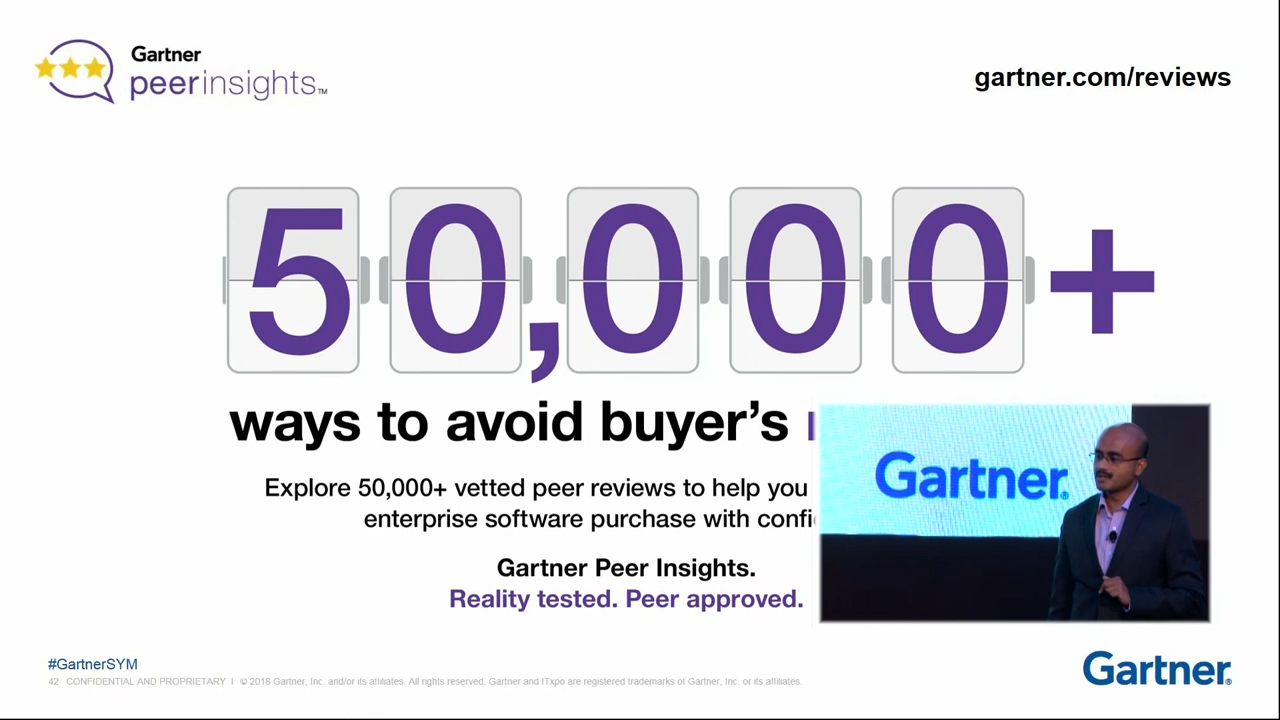 Gartner
peerinsights™
gartner.com/reviews
50,000+
ways to avoid buyer's
Explore 50,000+ vetted peer reviews to help you
enterprise software purchase with
Gartner Peer Insights.
Reality tested. Peer approved.
Gartner®
#GartnerSYM
42 CONFIDENTIAL AND PROPRIETARY I © 2018 Gartner, Inc. and/or its affiliates. All rights reserved. Gartner and ITxpo are registered trademarks of Gartner, Inc. or its affiliates.
Gartner®